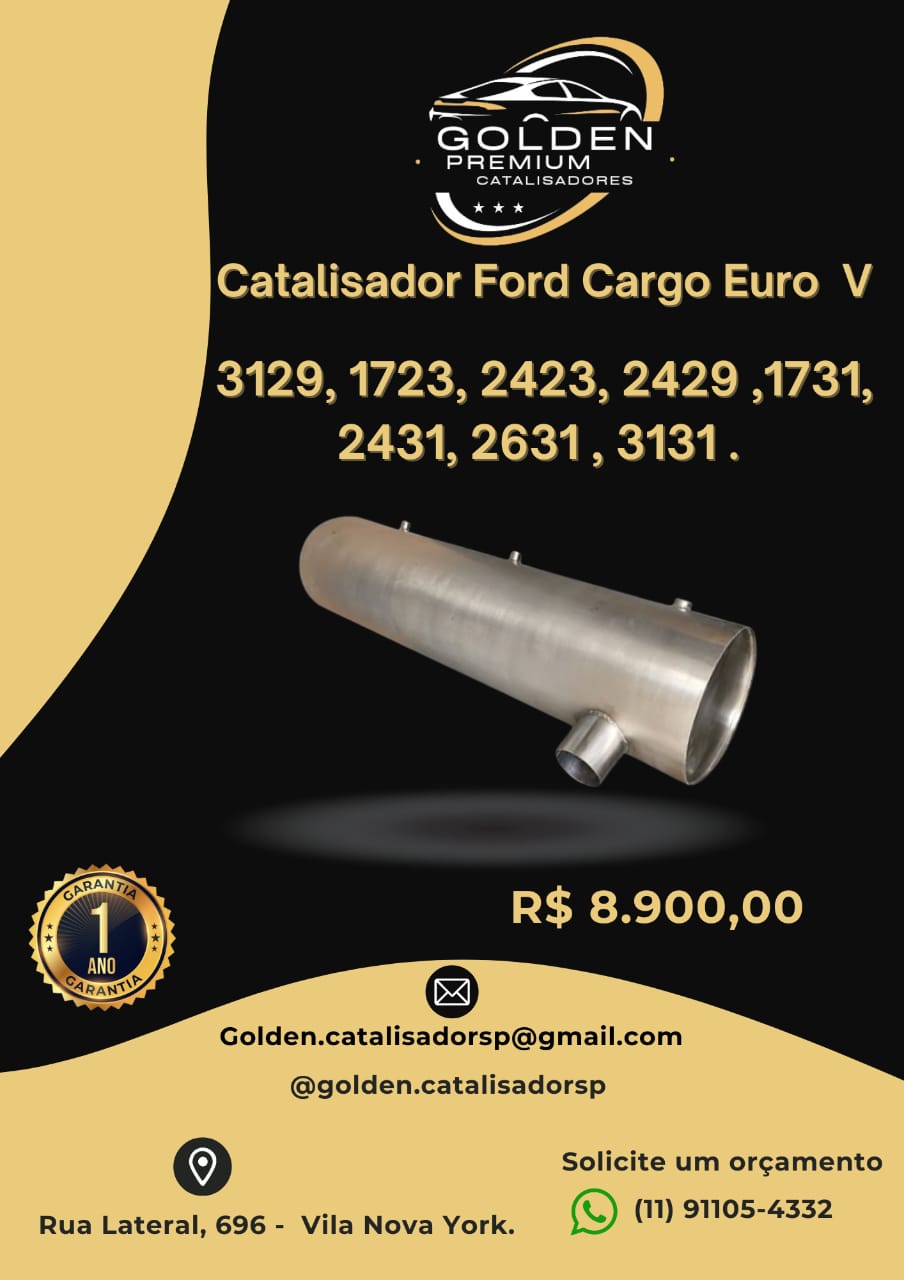 GOLDEN
PREMIUM
CATALISADORES
Catalisador Ford Cargo Euro V
3129, 1723, 2423, 2429 ,1731,
2431, 2631 , 3131 .
GARANTIA
1
ANO
GARANTIA
R$ 8.900,00
Golden.catalisadorsp@gmail.com
@golden.catalisadorsp
Solicite um orçamento
(11) 91105-4332
Rua Lateral, 696 - Vila Nova York.